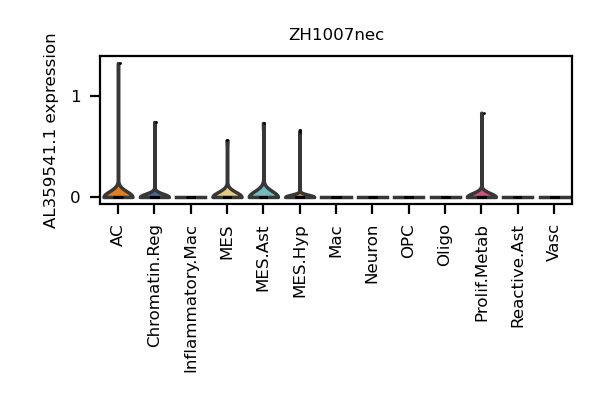 ZH1007nec
AL359541.1 expression
1
0
AC
Chromatin.Reg
Inflammatory.Mac
MES
MES.Ast
MES.Hyp
Mac
Neuron
OPC
Oligo
Prolif.Metab
Reactive.Ast
Vasc